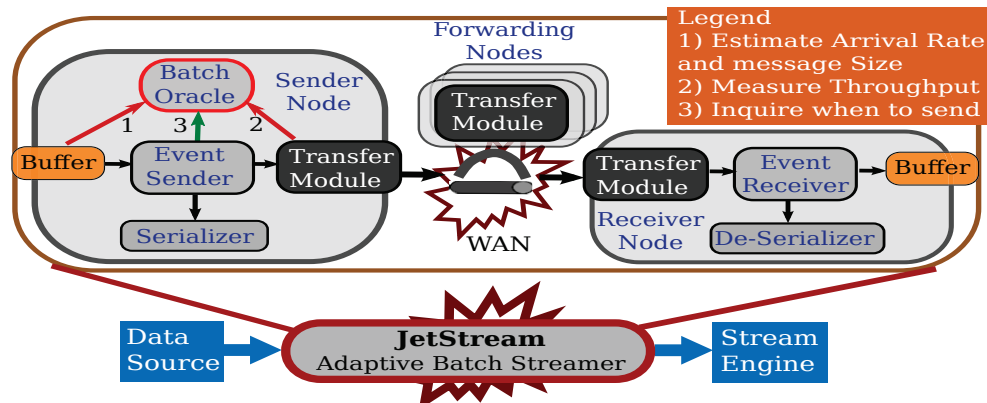 Legend
1) Estimate Arrival Rate
and message Size
2) Measure Throughput
3) Inquire when to send
Forwarding
Nodes
Transfer
Module
Batch
Oracle
Sender
Node
1
3
2
Buffer
Event
Sender
Transfer
Module
Serializer
WAN
Transfer
Module
Event
Receiver
Buffer
Receiver
Node
De-Serializer
Data
Source
JetStream
Adaptive Batch Streamer
Stream
Engine